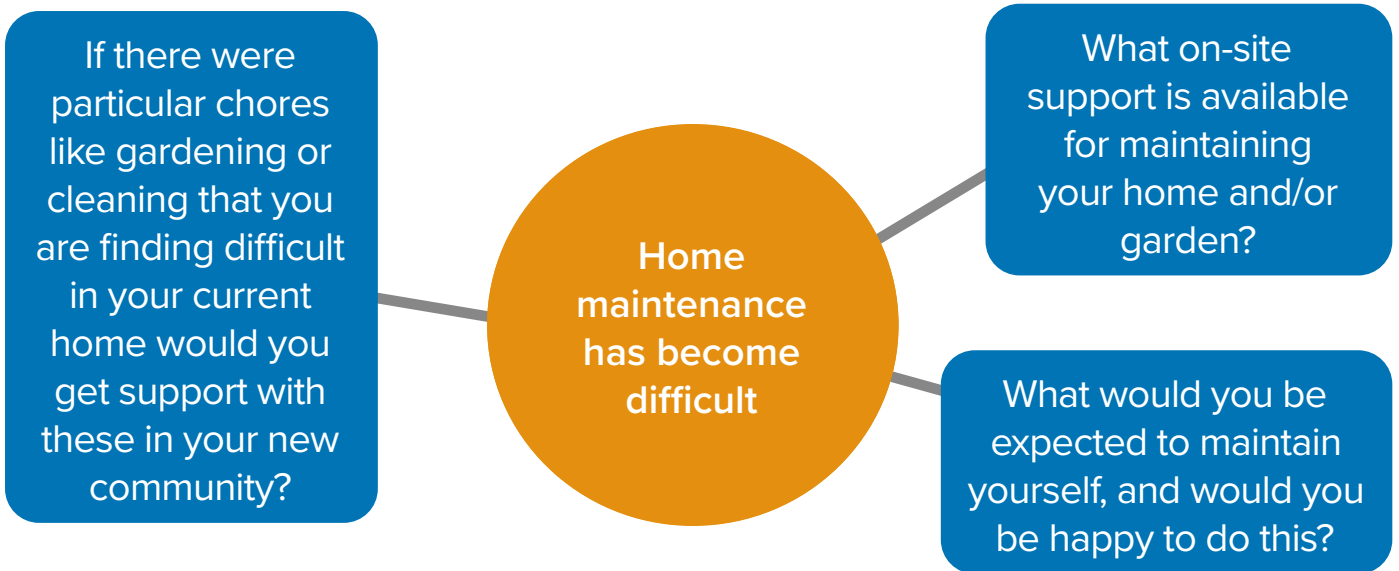 If there were
particular chores
like gardening or
cleaning that you
are finding difficult
in your current
home would you
get support with
these in your new
community?
Home
maintenance
has become
difficult
What on-site
support is available
for maintaining
your home and/or
garden?
What would you be
expected to maintain
yourself, and would you
be happy to do this?